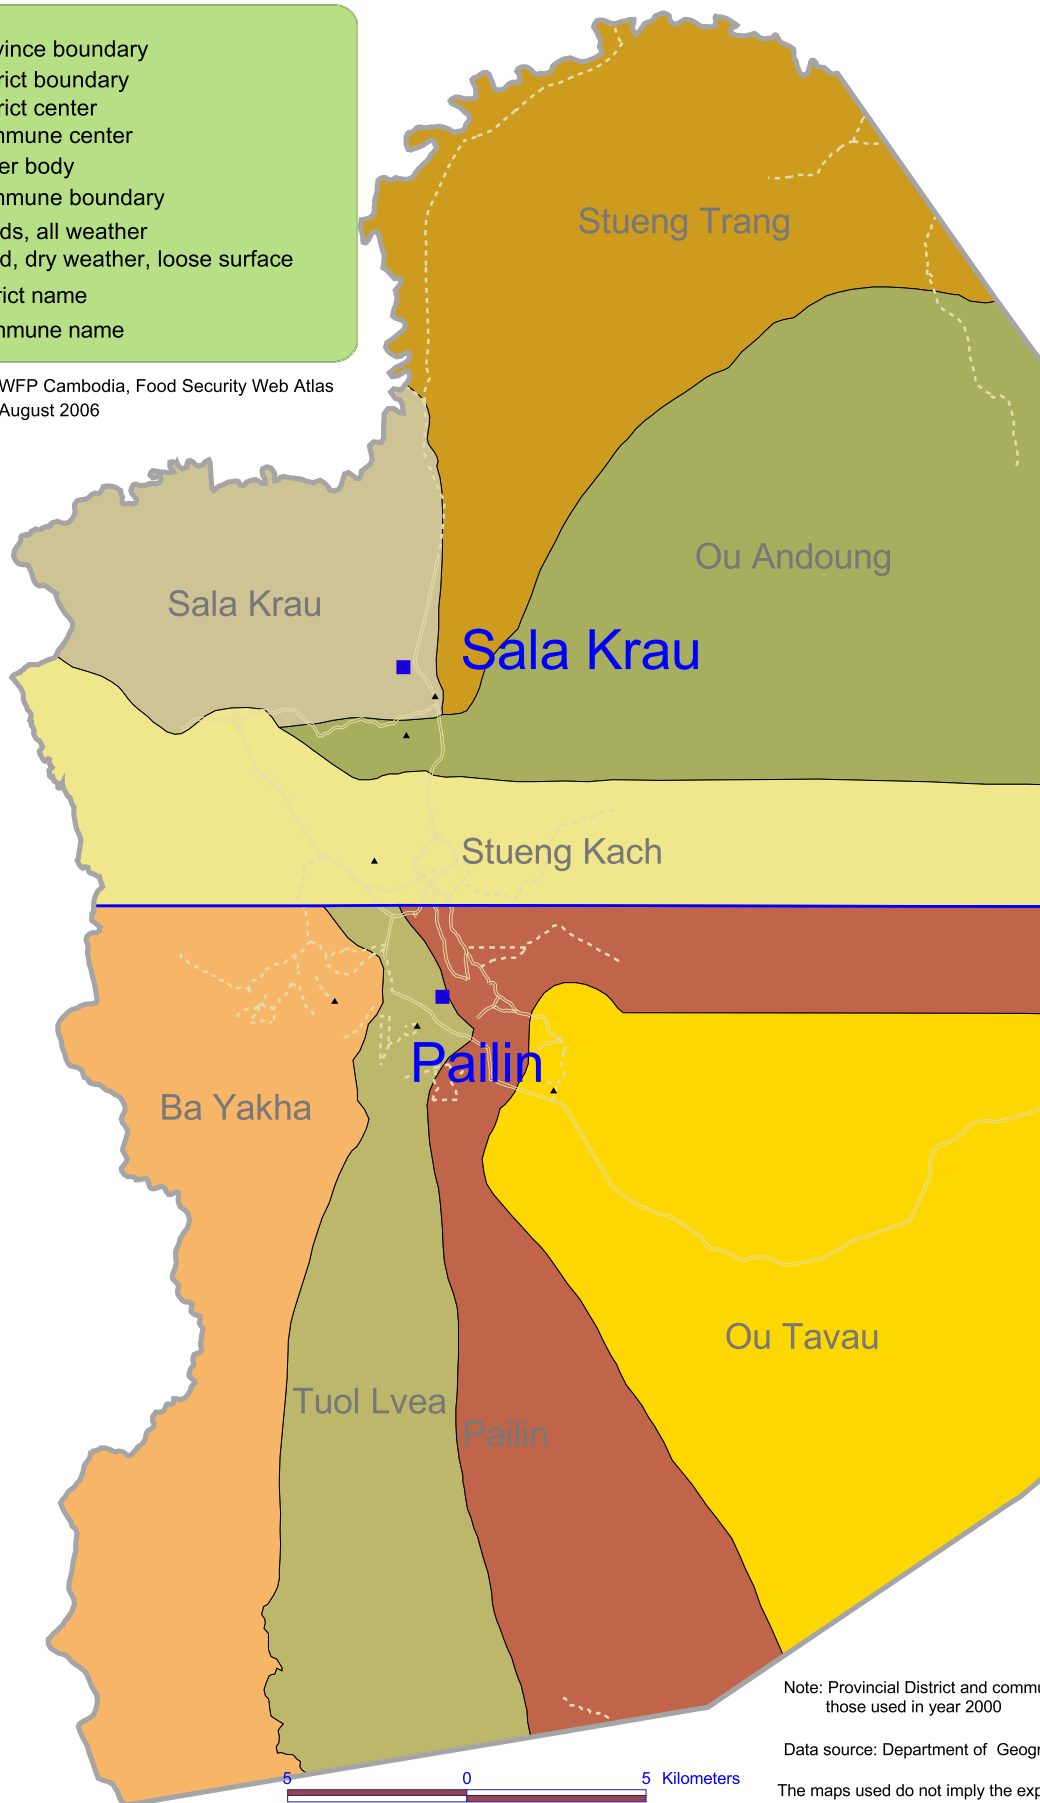 vince boundary
rict boundary
rict center
nmune center
er body
nmune boundary
ds, all weather
d, dry weather, loose surface
rict name
nmune name
WFP Cambodia, Food Security Web Atlas
August 2006
Stueng Trang
Ou Andoung
Sala Krau
Sala Krau
Stueng Kach
Pailin
Ba Yakha
Ou Tavau
Tuol Lvea
Pailin
Note: Provincial District and commu
those used in year 2000
Data source: Department of Geogr
5 0 5 Kilometers
The maps used do not imply the exp